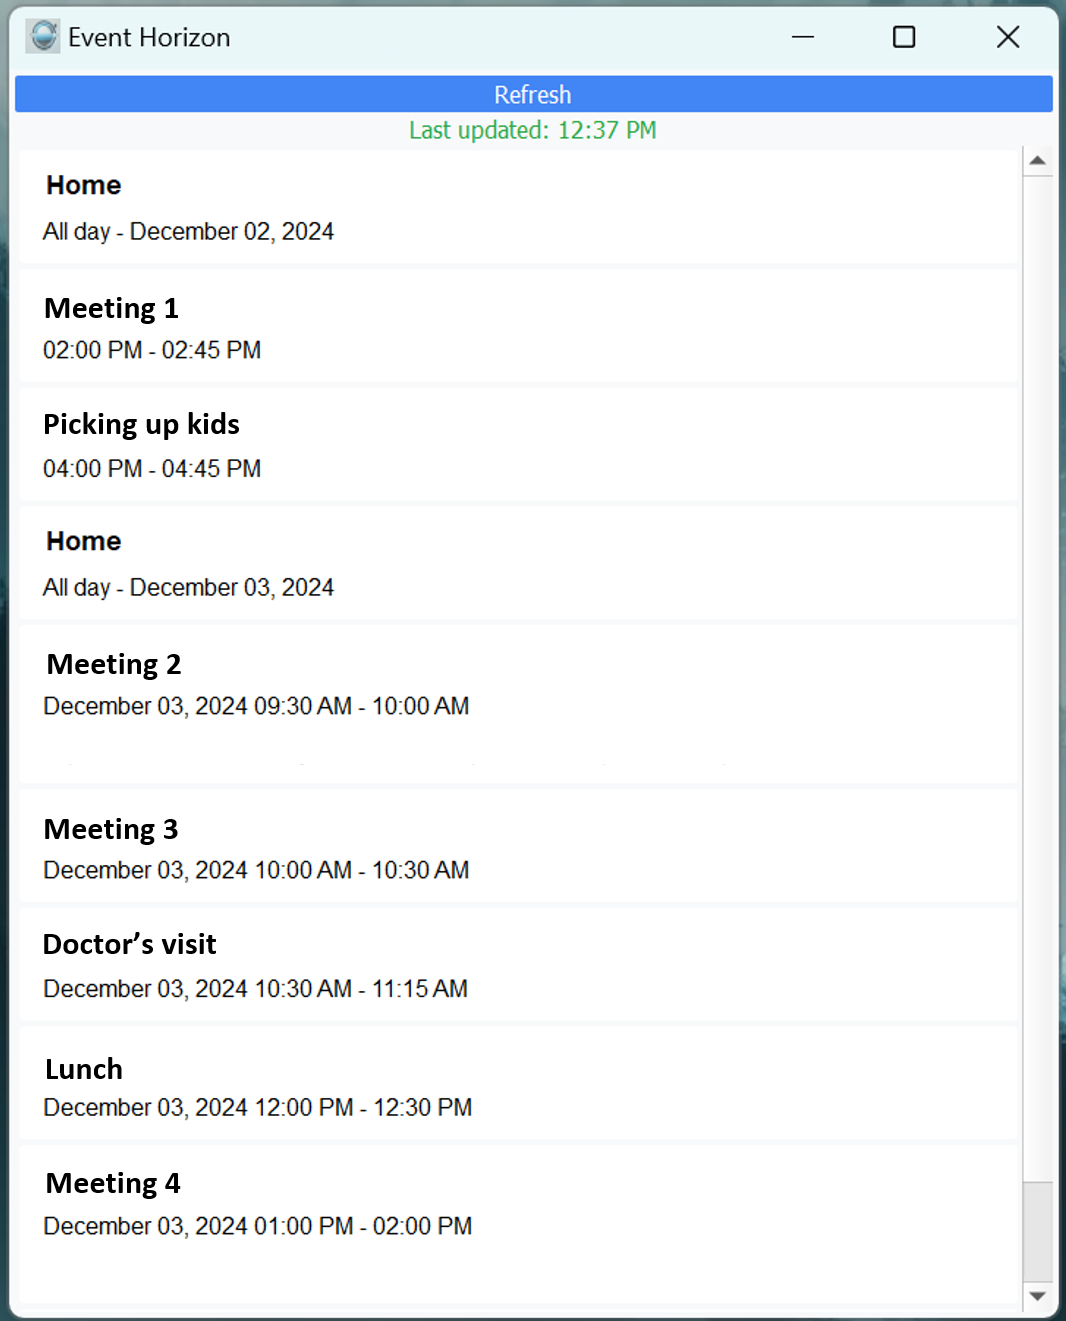 Event Horizon
Refresh
Last updated: 12:37 PM
Home
All day - December 02, 2024
Meeting 1
02:00 PM - 02:45 PM
Picking up kids
04:00 PM - 04:45 PM
Home
All day - December 03, 2024
Meeting 2
December 03, 2024 09:30 AM - 10:00 AM
Meeting 3
December 03, 2024 10:00 AM - 10:30 AM
Doctor’s visit
December 03, 2024 10:30 AM - 11:15 AM
Lunch
December 03, 2024 12:00 PM - 12:30 PM
Meeting 4
December 03, 2024 01:00 PM - 02:00 PM